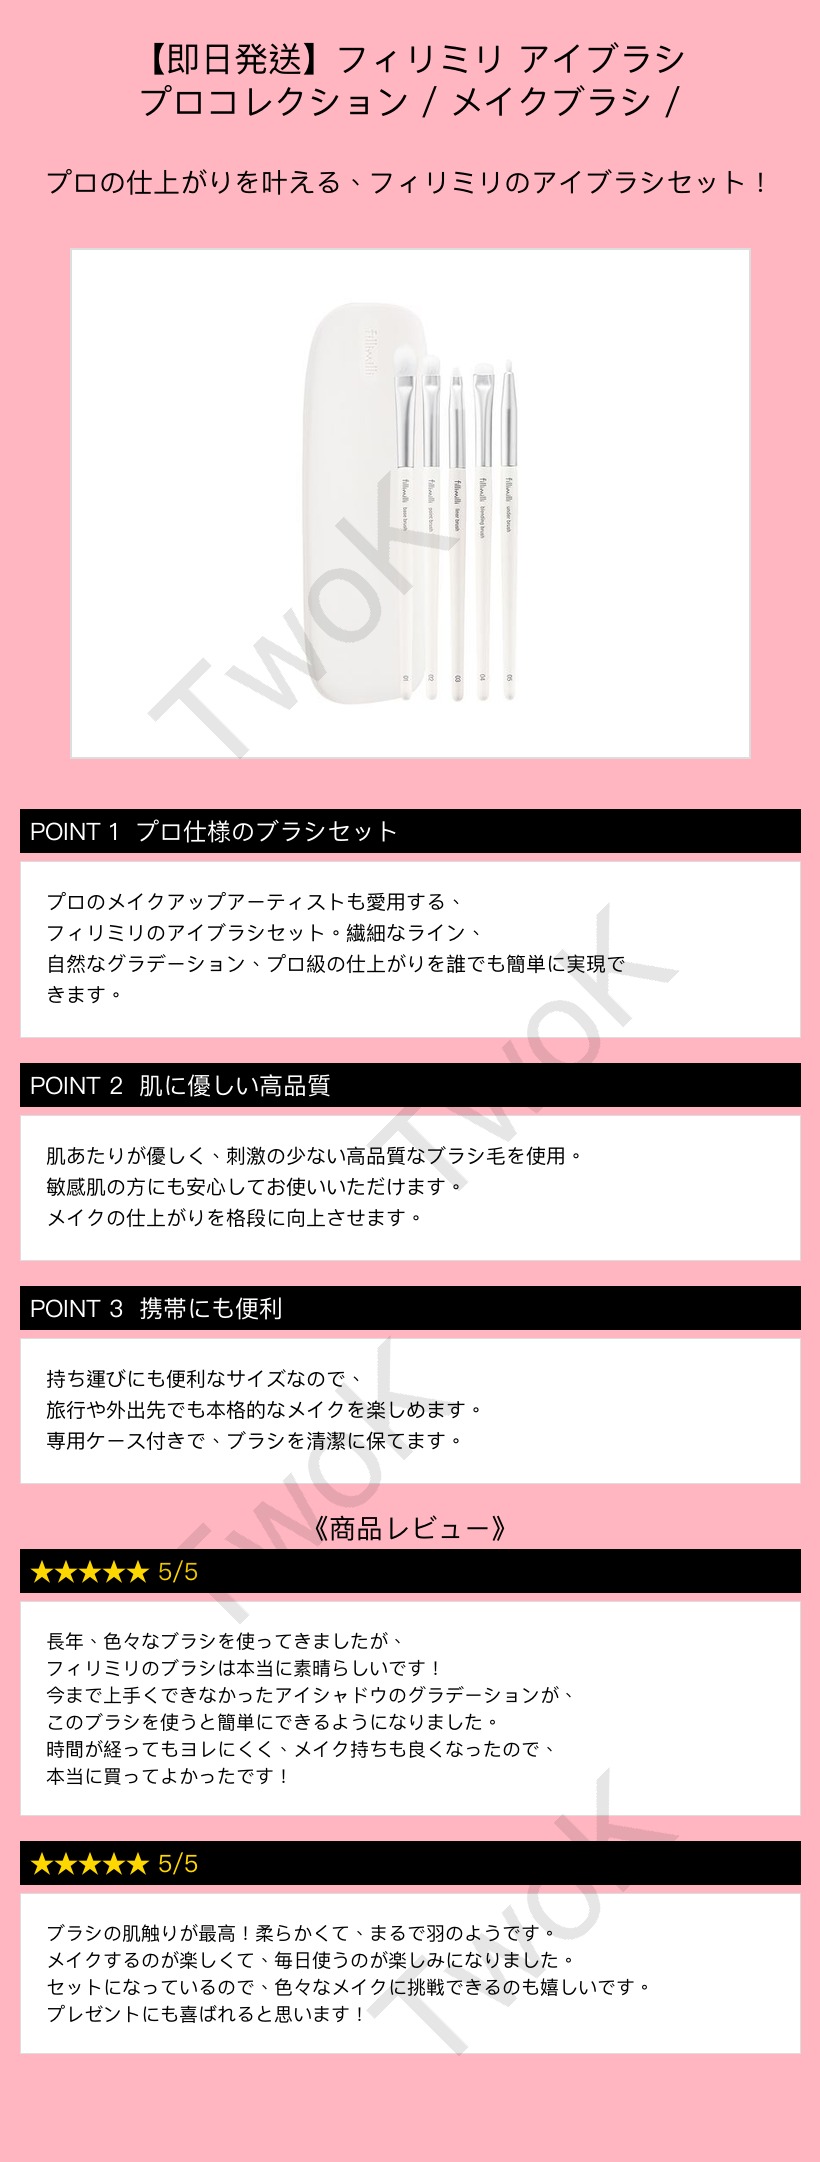 【即日発送】フィリミリ アイブラシ
プロコレクション / メイクブラシ /
プロの仕上がりを叶える、フィリミリのアイブラシセット！
fillimilli
fillimilli base brush 01
fillimilli point brush 02
fillimilli liner brush 03
fillimilli blending brush 04
fillimilli under brush 05
TwoK
POINT 1 プロ仕様のブラシセット
プロのメイクアップアーティストも愛用する、
フィリミリのアイブラシセット。繊細なライン、
自然なグラデーション、プロ級の仕上がりを誰でも簡単に実現で
きます。
TwoK
POINT 2 肌に優しい高品質
肌あたりが優しく、刺激の少ない高品質なブラシ毛を使用。
敏感肌の方にも安心してお使いいただけます。
メイクの仕上がりを格段に向上させます。
POINT 3 携帯にも便利
持ち運びにも便利なサイズなので、
旅行や外出先でも本格的なメイクを楽しめます。
専用ケース付きで、ブラシを清潔に保てます。
TwoK
《商品レビュー》
★★★★★ 5/5
長年、色々なブラシを使ってきましたが、
フィリミリのブラシは本当に素晴らしいです！
今まで上手くできなかったアイシャドウのグラデーションが、
このブラシを使うと簡単にできるようになりました。
時間が経ってもヨレにくく、メイク持ちも良くなったので、
本当に買ってよかったです！
TwoK
★★★★★ 5/5
ブラシの肌触りが最高！柔らかくて、まるで羽のようです。
メイクするのが楽しくて、毎日使うのが楽しみになりました。
セットになっているので、色々なメイクに挑戦できるのも嬉しいです。
プレゼントにも喜ばれると思います！